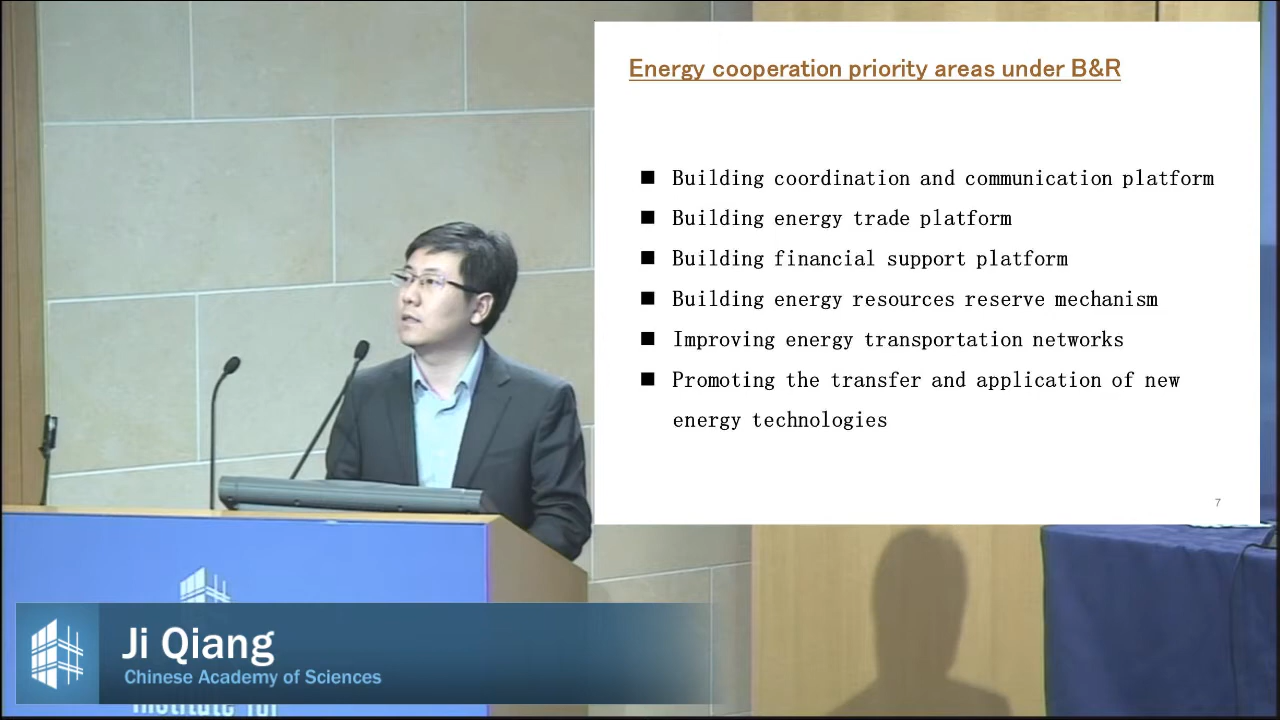 Energy cooperation priority areas under B&R
Building coordination and communication platform
Building energy trade platform
Building financial support platform
Building energy resources reserve mechanism
Improving energy transportation networks
Promoting the transfer and application of new
energy technologies
7
Ji Qiang
Chinese Academy of Sciences
Institute for